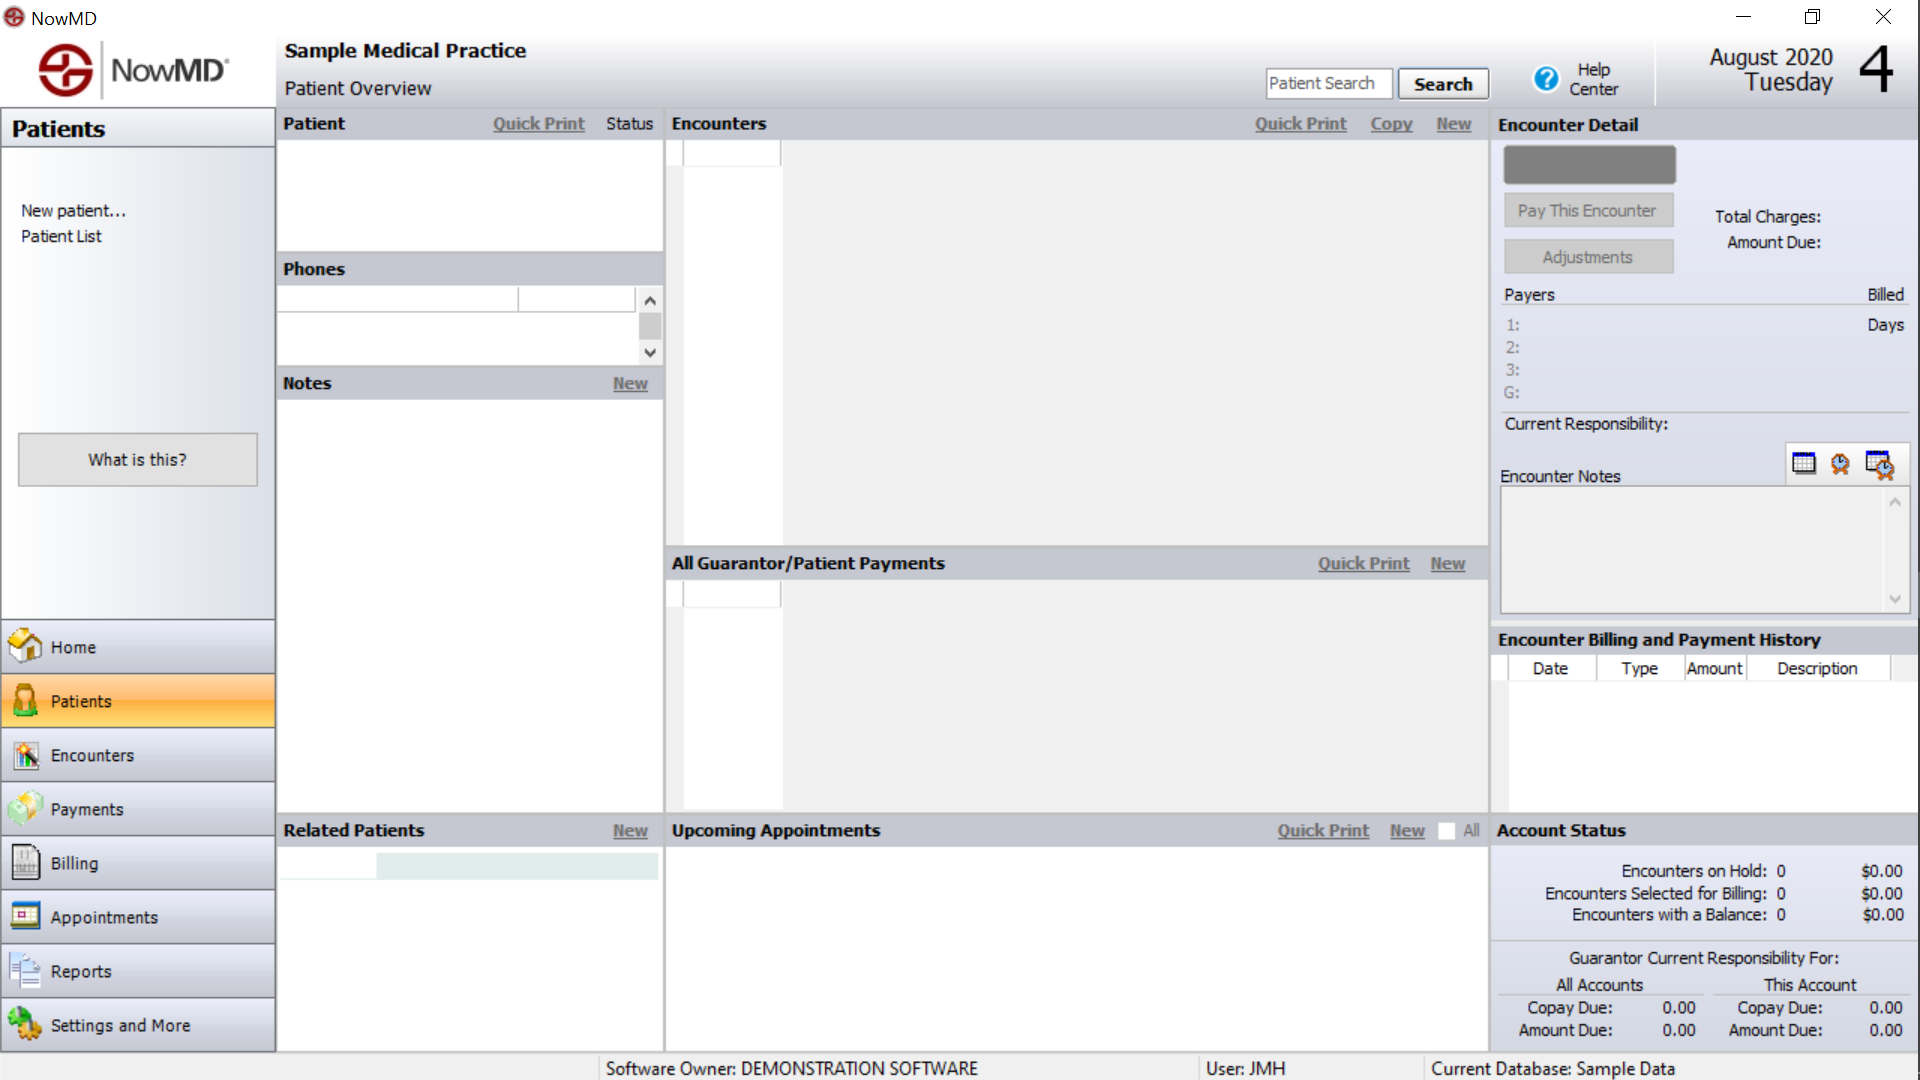 NowMD
NowMD
Sample Medical Practice
Patient Overview
Patient Search
Search
Help Center
August 2020
Tuesday
4
Patients
New patient...
Patient List
What is this?
Home
Patients
Encounters
Payments
Billing
Appointments
Reports
Settings and More
Patient Quick Print Status
Phones
Notes New
Related Patients New
Encounters Quick Print Copy New
All Guarantor/Patient Payments Quick Print New
Upcoming Appointments Quick Print New All
Encounter Detail
Pay This Encounter
Adjustments
Total Charges:
Amount Due:
Payers Billed
1: Days
2:
3:
G:
Current Responsibility:
Encounter Notes
Encounter Billing and Payment History
Date Type Amount Description
Account Status
Encounters on Hold: 0 $0.00
Encounters Selected for Billing: 0 $0.00
Encounters with a Balance: 0 $0.00
Guarantor Current Responsibility For:
All Accounts This Account
Copay Due: 0.00 Copay Due: 0.00
Amount Due: 0.00 Amount Due: 0.00
Software Owner: DEMONSTRATION SOFTWARE User: JMH Current Database: Sample Data